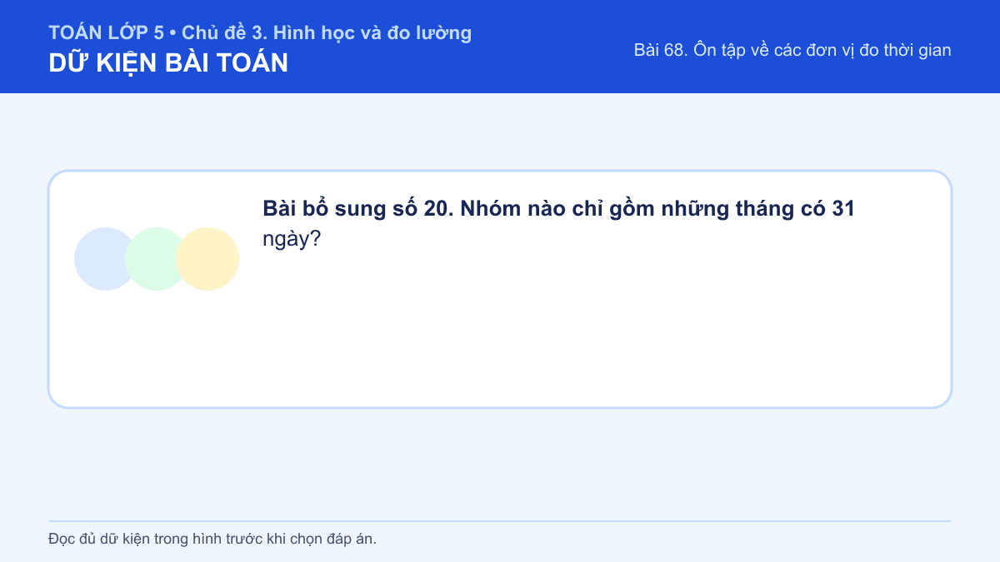 TOÁN LỚP 5 • Chủ đề 3. Hình học và đo lường
DỮ KIỆN BÀI TOÁN
Bài 68. Ôn tập về các đơn vị đo thời gian
Bài bổ sung số 20. Nhóm nào chỉ gồm những tháng có 31
ngày?
Đọc đủ dữ kiện trong hình trước khi chọn đáp án.